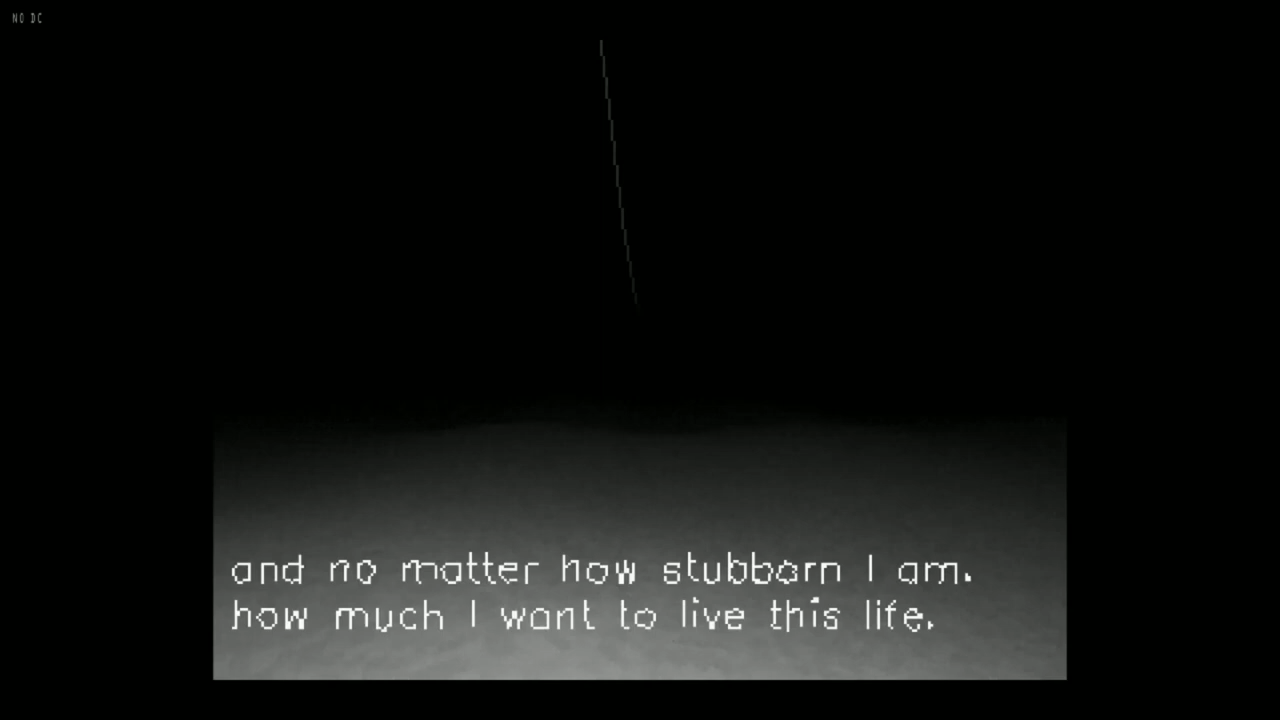 NO DC
and no matter how stubborn I am.
how much I want to live this life.